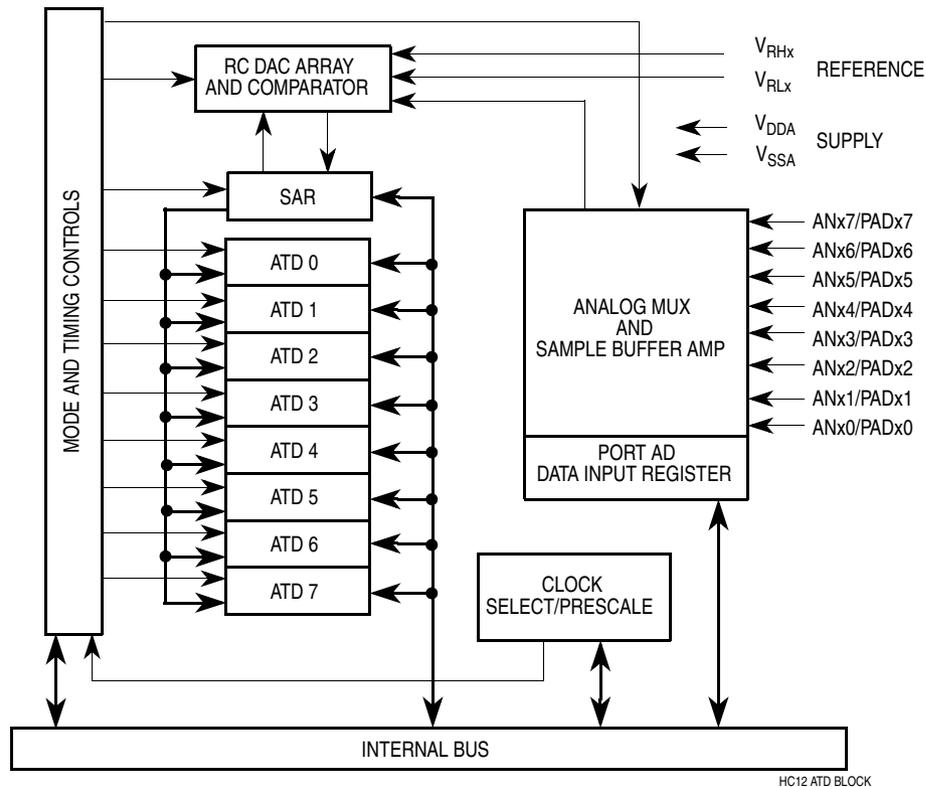 MODE AND TIMING CONTROLS
RC DAC ARRAY
AND COMPARATOR
VRHx
VRLx
REFERENCE
VDDA
VSSA
SUPPLY
SAR
ATD 0
ATD 1
ATD 2
ATD 3
ATD 4
ATD 5
ATD 6
ATD 7
ANALOG MUX
AND
SAMPLE BUFFER AMP
PORT AD
DATA INPUT REGISTER
ANx7/PADx7
ANx6/PADx6
ANx5/PADx5
ANx4/PADx4
ANx3/PADx3
ANx2/PADx2
ANx1/PADx1
ANx0/PADx0
CLOCK
SELECT/PRESCALE
INTERNAL BUS
HC12 ATD BLOCK